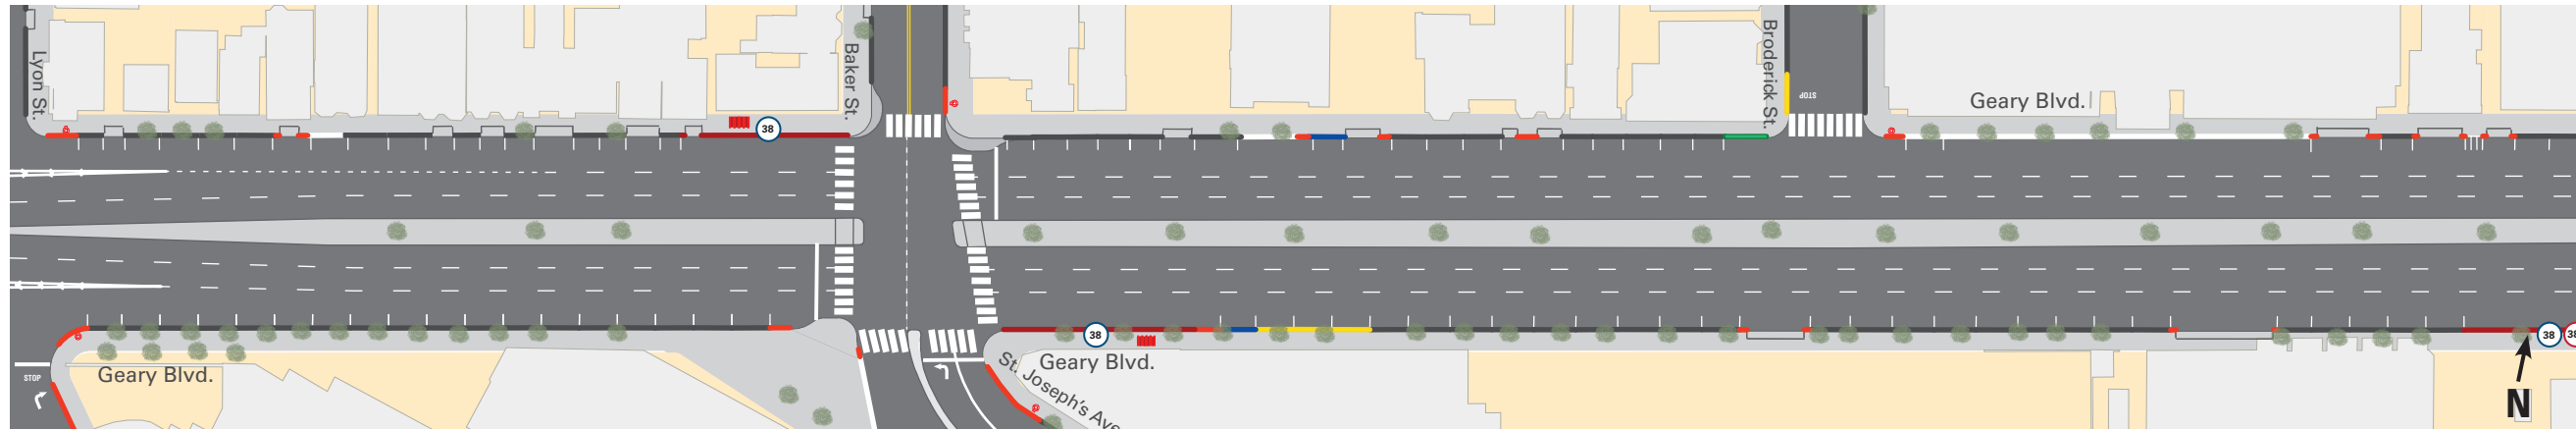 Lyon St.
Baker St.
Broderick St.
STOP
Geary Blvd.
38
38
38
Geary Blvd.
STOP
Geary Blvd.
St. Joseph's Ave
N